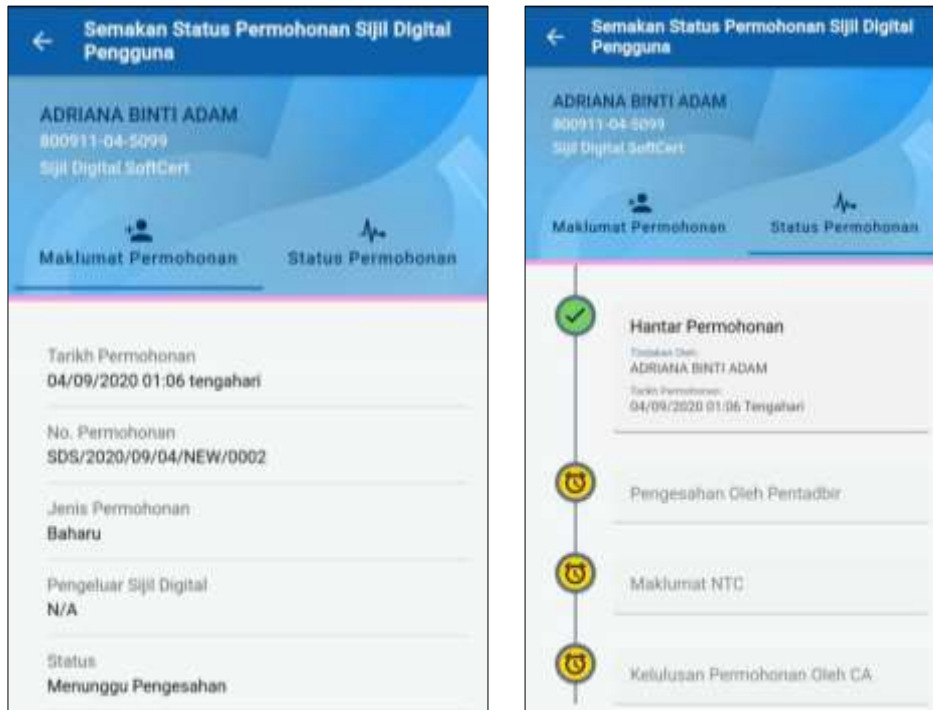 Semakan Status Permohonan Sijil Digital
Pengguna
ADRIANA BINTI ADAM
800911-04-5099
Sijil Digital SoftCert
Maklumat Permohonan
Status Permohonan
Tarikh Permohonan
04/09/2020 01:06 tengahari
No. Permohonan
SDS/2020/09/04/NEW/0002
Jenis Permohonan
Baharu
Pengeluar Sijil Digital
N/A
Status
Menunggu Pengesahan
Semakan Status Permohonan Sijil Digital
Pengguna
ADRIANA BINTI ADAM
800911-04-5099
Sijil Digital SoftCert
Maklumat Permohonan
Status Permohonan
Hantar Permohonan
Tindakan Oleh
ADRIANA BINTI ADAM
Tarikh Permohonan
04/09/2020 01:06 Tengahari
Pengesahan Oleh Pentadbir
Maklumat NTC
Kelulusan Permohonan Oleh CA